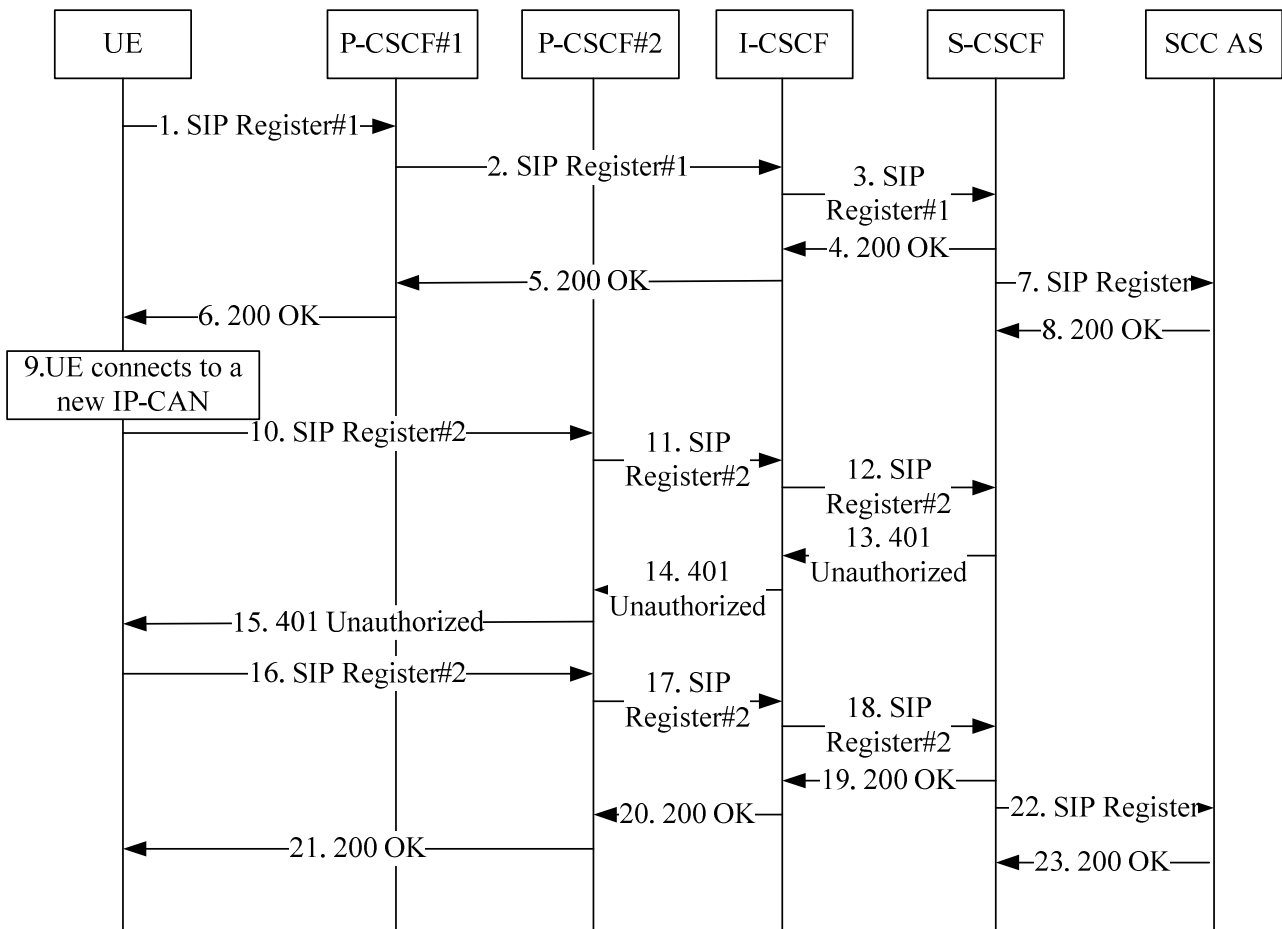 UE
P-CSCF#1
P-CSCF#2
I-CSCF
S-CSCF
SCC AS
1. SIP Register#1
2. SIP Register#1
3. SIP
Register#1
4. 200 OK
5. 200 OK
7. SIP Register
6. 200 OK
8. 200 OK
9.UE connects to a
new IP-CAN
10. SIP Register#2
11. SIP
Register#2
12. SIP
Register#2
13. 401
Unauthorized
14. 401
Unauthorized
15. 401 Unauthorized
16. SIP Register#2
17. SIP
Register#2
18. SIP
Register#2
19. 200 OK
20. 200 OK
22. SIP Register
21. 200 OK
23. 200 OK